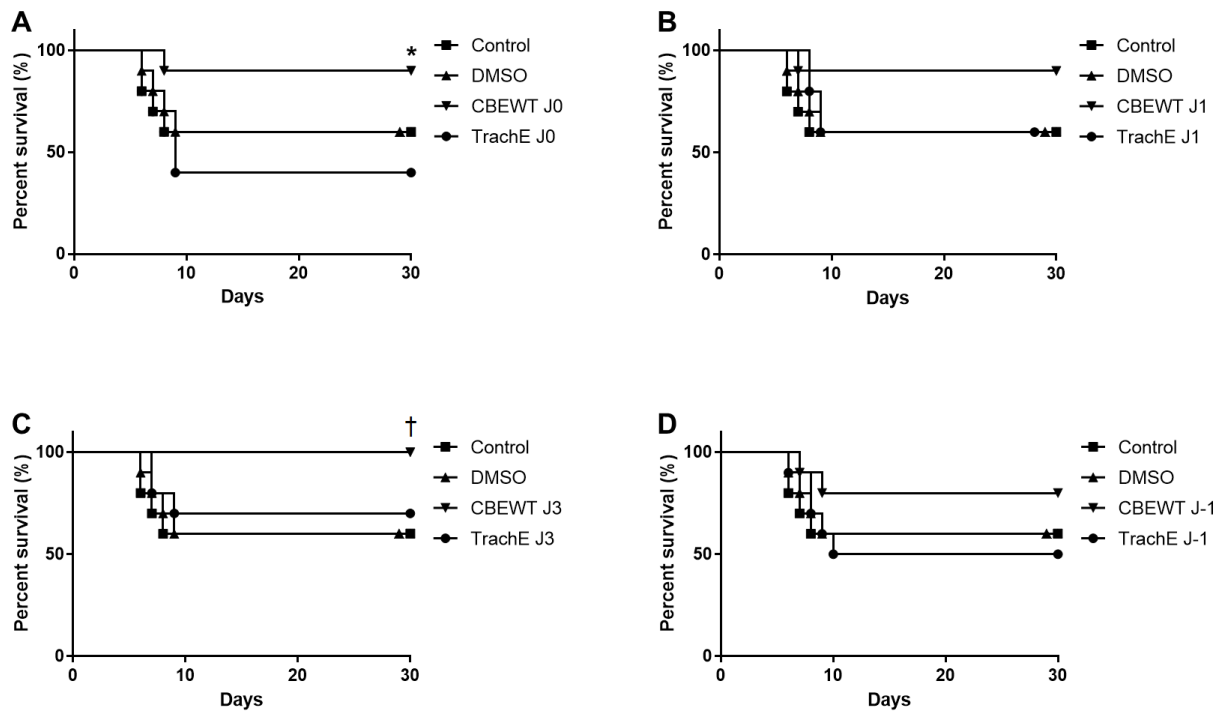 A
Percent survival (%)
100
50
0
0 10 20 30
Days
*
Control
DMSO
CBEWT J0
TrachE J0
B
Percent survival (%)
100
50
0
0 10 20 30
Days
Control
DMSO
CBEWT J1
TrachE J1
C
Percent survival (%)
100
50
0
0 10 20 30
Days
†
Control
DMSO
CBEWT J3
TrachE J3
D
Percent survival (%)
100
50
0
0 10 20 30
Days
Control
DMSO
CBEWT J-1
TrachE J-1